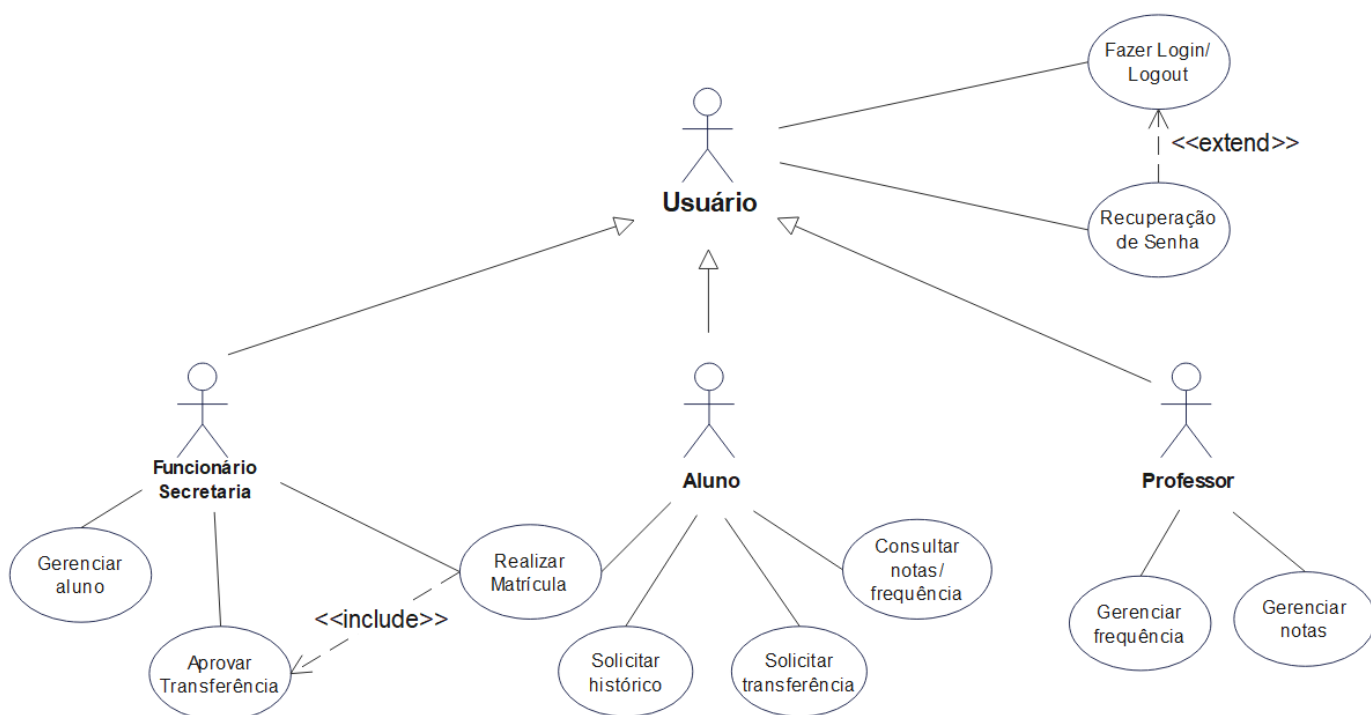 Fazer Login/
Logout
<<extend>>
Usuário
Recuperação
de Senha
Funcionário
Secretaria
Aluno
Professor
Gerenciar
aluno
Realizar
Matrícula
Consultar
notas/
frequência
<<include>>
Aprovar
Transferência
Solicitar
histórico
Solicitar
transferência
Gerenciar
frequência
Gerenciar
notas